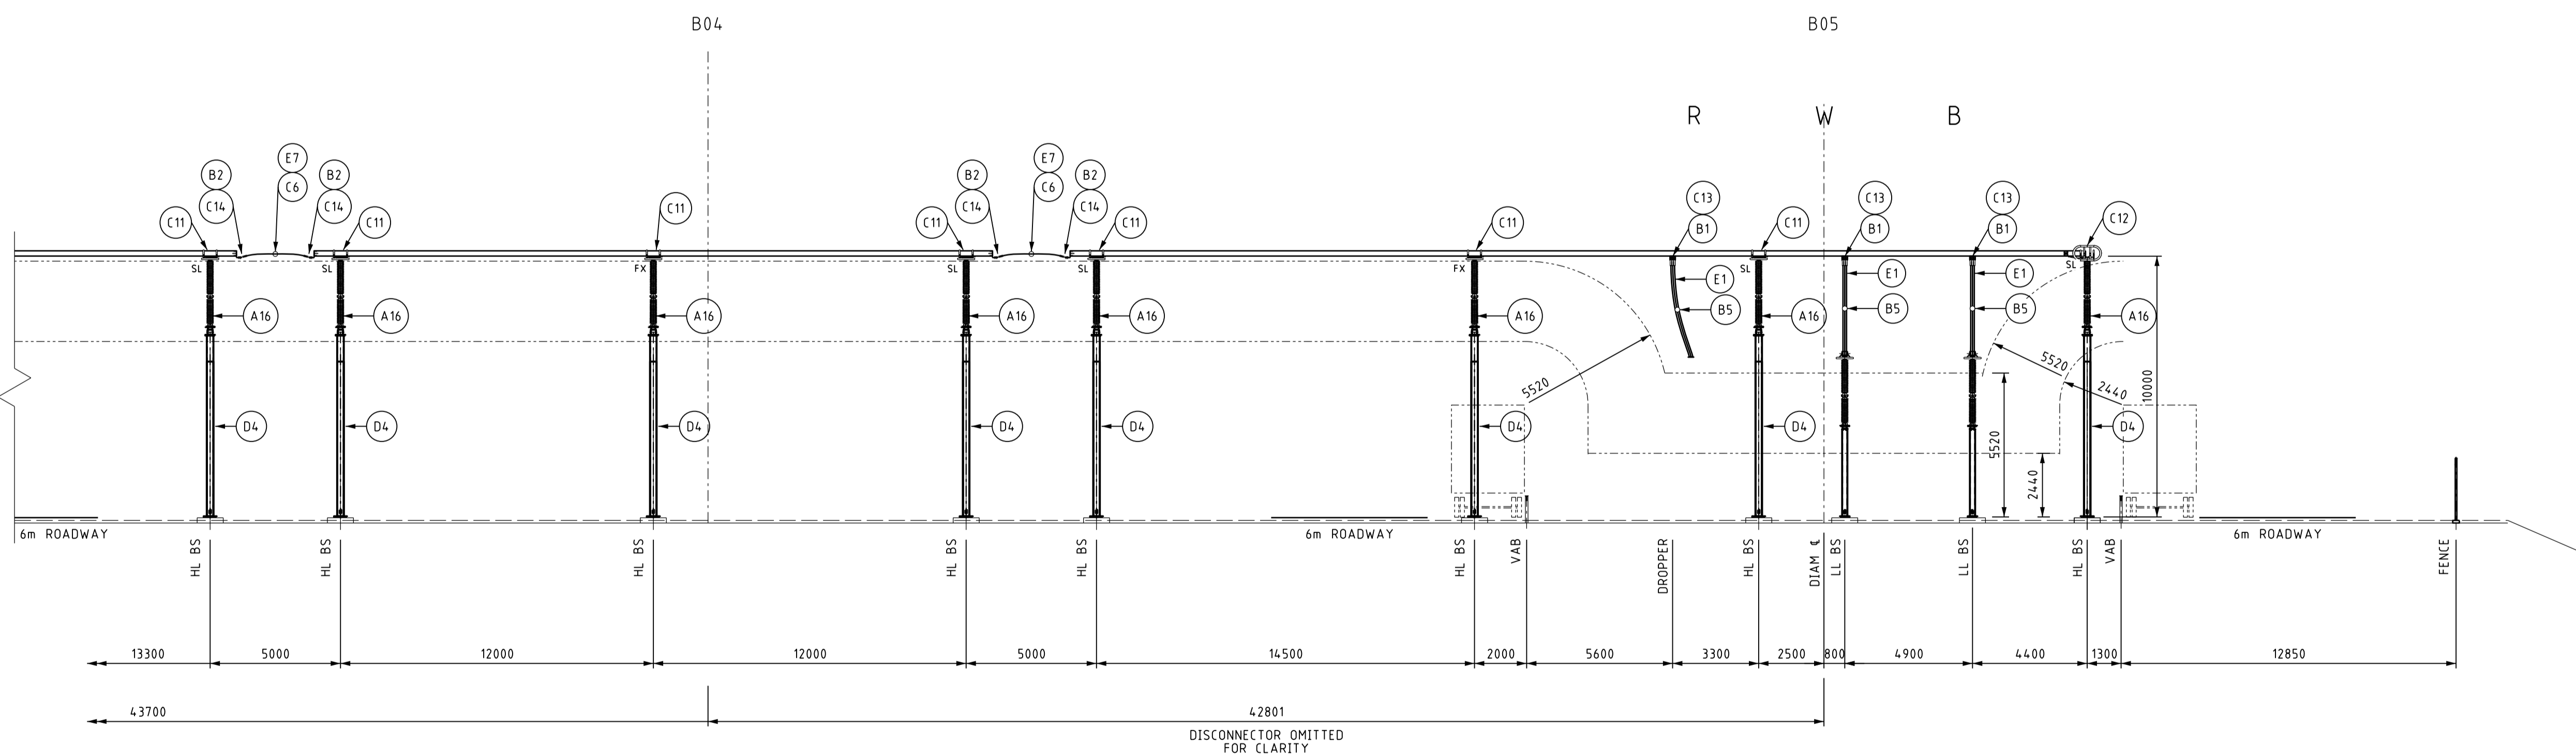 B04
B05
R W B
E7
C6
B2
C14
B2
C14
C11
C11
C11
E7
C6
B2
C14
B2
C14
C11
C11
C11
C13
B1
C11
C13
B1
C13
B1
C12
SL
SL
FX
SL
SL
FX
SL
SL
E1
E1
E1
A16
A16
A16
A16
A16
A16
B5
A16
B5
B5
A16
5520
5520
2440
10000
D4
D4
D4
D4
D4
D4
D4
D4
5520
2440
6m ROADWAY
6m ROADWAY
6m ROADWAY
HL BS
HL BS
HL BS
HL BS
HL BS
HL BS
VAB
DROPPER
HL BS
DIAM ℄
LL BS
LL BS
HL BS
VAB
FENCE
13300 5000 12000 12000 5000 14500 2000 5600 3300 2500 800 4900 4400 1300 12850
43700 42801
DISCONNECTOR OMITTED
FOR CLARITY